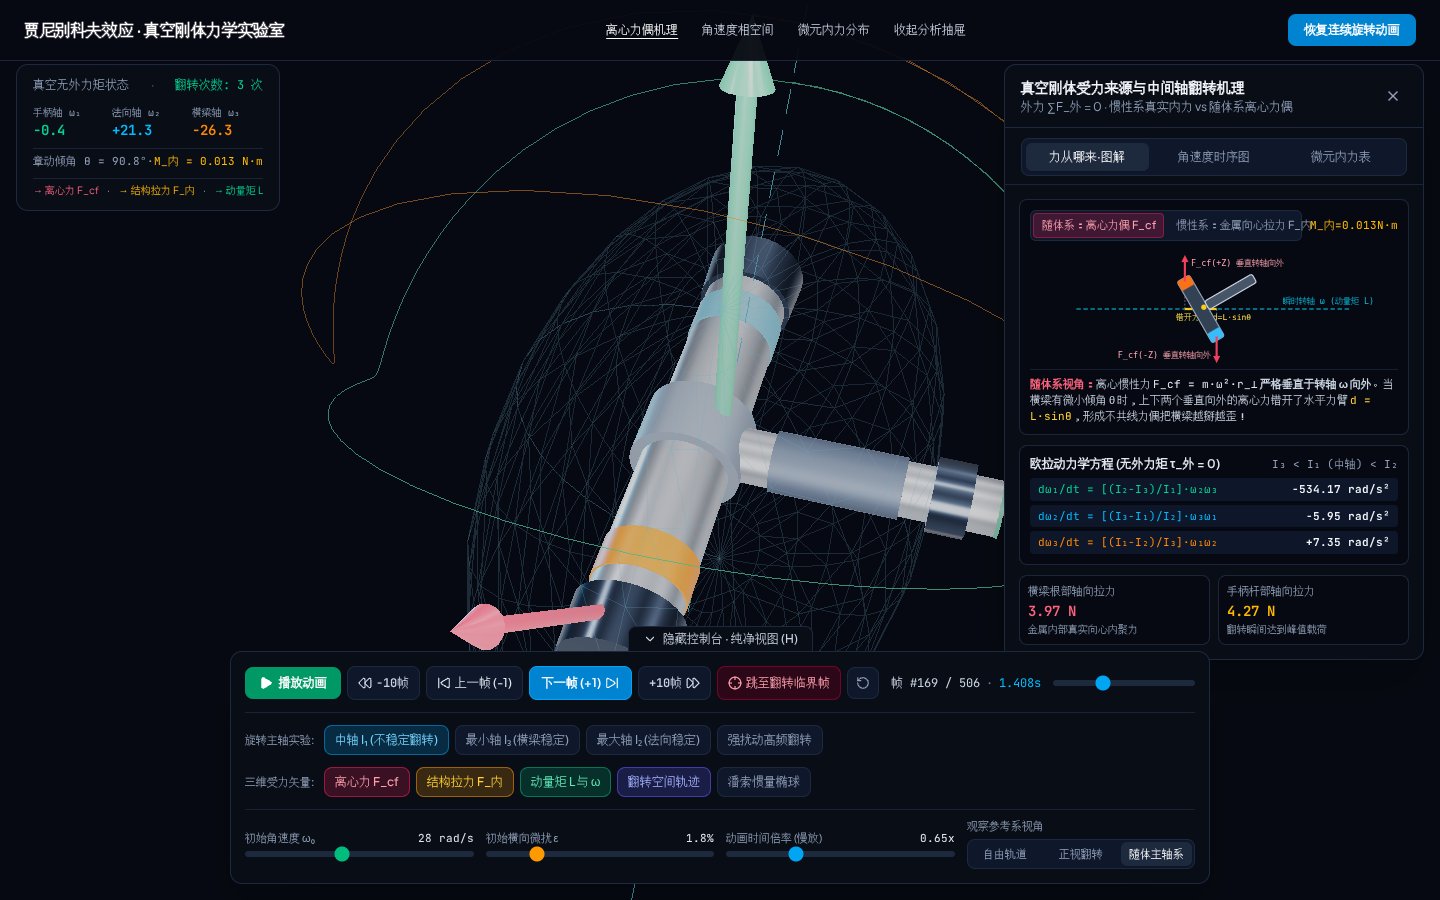 贾尼别科夫效应 · 真空刚体力学实验室
离心力偶机理 角速度相空间 微元内力分布 收起分析抽屉
恢复连续旋转动画
真空无外力矩状态 · 翻转次数: 3 次
手柄轴 ω₁ 法向轴 ω₂ 横梁轴 ω₃
-0.4 +21.3 -26.3
章动倾角 θ = 90.8°·M_内 = 0.013 N·m
→ 离心力 F_cf · → 结构拉力 F_内 · → 动量矩 L
真空刚体受力来源与中间轴翻转机理
外力 ∑F_外 = 0 · 惯性系真实内力 vs 随体系离心力偶
力从哪来·图解 角速度时序图 微元内力表
随体系：离心力偶 F_cf 惯性系：金属向心拉力 F_内 M_内=0.013N·m
F_cf(+Z) 垂直转轴向外
瞬时转轴 ω (动量矩 L)
错开力 d=L·sinθ
F_cf(-Z) 垂直转轴向外
随体系视角：离心惯性力 F_cf = m·ω²·r_⊥ 严格垂直于转轴 ω 向外。当
横梁有微小倾角 θ 时，上下两个垂直向外的离心力错开了水平力臂 d =
L·sinθ，形成不共线力偶把横梁越掰越歪！
欧拉动力学方程 (无外力矩 τ_外 = 0) I₃ < I₁ (中轴) < I₂
dω₁/dt = [(I₂-I₃)/I₁]·ω₂ω₃ -534.17 rad/s²
dω₂/dt = [(I₃-I₁)/I₂]·ω₃ω₁ -5.95 rad/s²
dω₃/dt = [(I₁-I₂)/I₃]·ω₁ω₂ +7.35 rad/s²
横梁根部轴向拉力 手柄杆部轴向拉力
3.97 N 4.27 N
金属内部真实向心内聚力 翻转瞬间达到峰值载荷
隐藏控制台 · 纯净视图 (H)
播放动画 -10帧 上一帧 (-1) 下一帧 (+1) +10帧 跳至翻转临界帧 帧 #169 / 506 · 1.408s
旋转主轴实验: 中轴 I₁ (不稳定翻转) 最小轴 I₃ (横梁稳定) 最大轴 I₂ (法向稳定) 强扰动高频翻转
三维受力矢量: 离心力 F_cf 结构拉力 F_内 动量矩 L 与 ω 翻转空间轨迹 潘索惯量椭球
初始角速度 ω₀ 28 rad/s 初始横向微扰 ε 1.8% 动画时间倍率 (慢放) 0.65x 观察参考系视角
自由轨道 正视翻转 随体主轴系